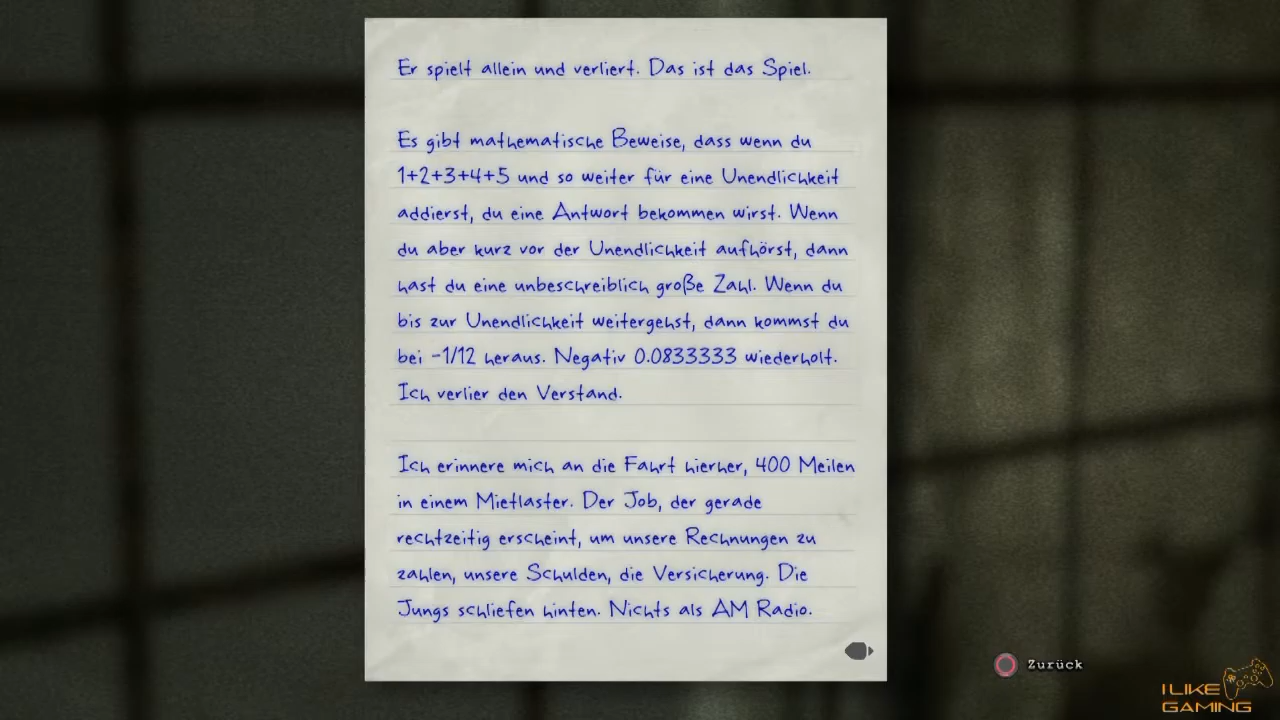 Er spielt allein und verliert. Das ist das Spiel.
Es gibt mathematische Beweise, dass wenn du
1+2+3+4+5 und so weiter für eine Unendlichkeit
addierst, du eine Antwort bekommen wirst. Wenn
du aber kurz vor der Unendlichkeit aufhörst, dann
hast du eine unbeschreiblich große Zahl. Wenn du
bis zur Unendlichkeit weitergehst, dann kommst du
bei -1/12 heraus. Negativ 0.0833333 wiederholt.
Ich verlier den Verstand.
Ich erinnere mich an die Fahrt hierher, 400 Meilen
in einem Mietlaster. Der Job, der gerade
rechtzeitig erscheint, um unsere Rechnungen zu
zahlen, unsere Schulden, die Versicherung. Die
Jungs schliefen hinten. Nichts als AM Radio.
Zurück
I LIKE
GAMING